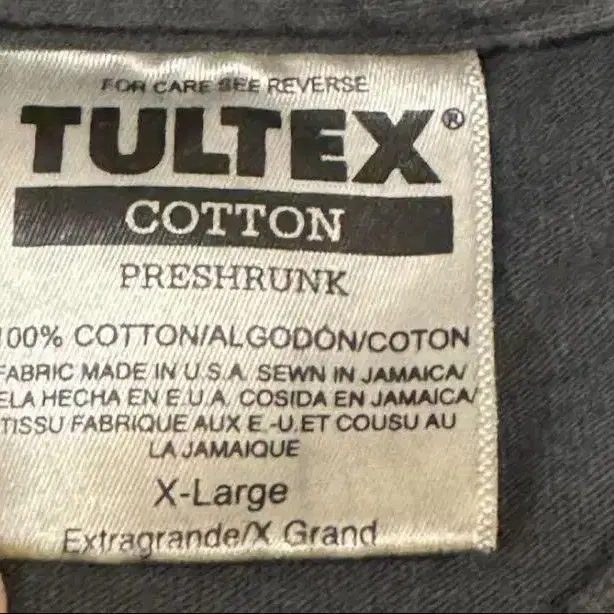 FOR CARE SEE REVERSE
TULTEX®
COTTON
PRESHRUNK
100% COTTON/ALGODÓN/COTON
FABRIC MADE IN U.S.A. SEWN IN JAMAICA/
ELA HECHA EN E.U.A. COSIDA EN JAMAICA/
TISSU FABRIQUE AUX E.-U.ET COUSU AU
LA JAMAIQUE
X-Large
Extragrande/X Grand